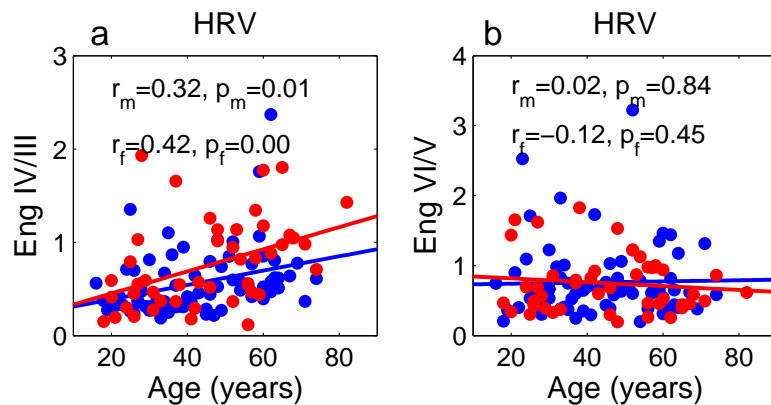 a
HRV
r_m=0.32, p_m=0.01
r_f=0.42, p_f=0.00
Eng IV/III
3
2
1
0
20
40
60
80
Age (years)
b
HRV
r_m=0.02, p_m=0.84
r_f=−0.12, p_f=0.45
Eng VI/V
4
3
2
1
0
20
40
60
80
Age (years)